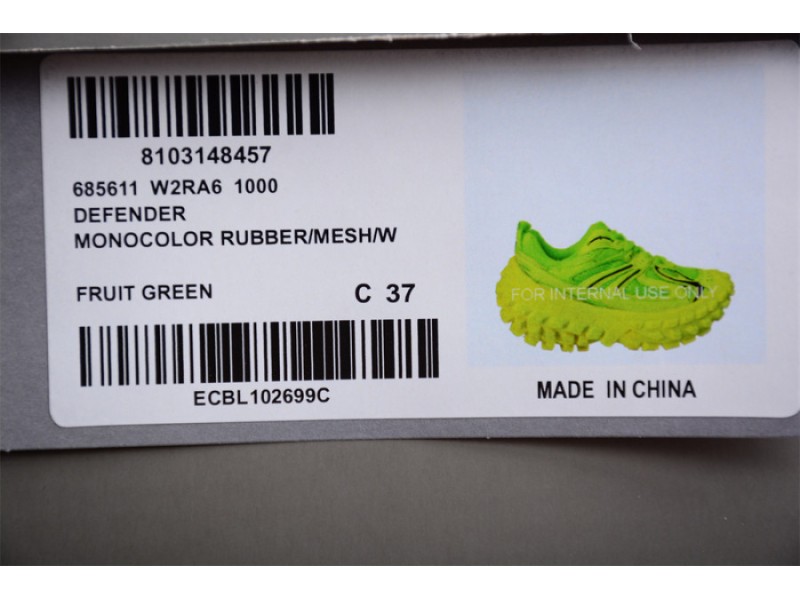 8103148457
685611 W2RA6 1000
DEFENDER
MONOCOLOR RUBBER/MESH/W
FRUIT GREEN C 37
ECBL102699C
FOR INTERNAL USE ONLY
MADE IN CHINA